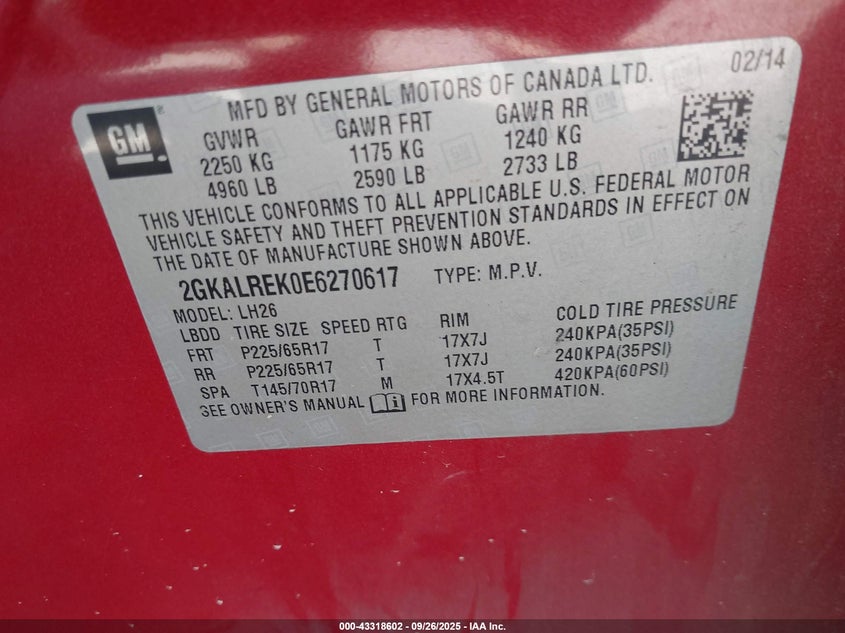 02/14
MFD BY GENERAL MOTORS OF CANADA LTD.
GM ®
GVWR GAWR FRT GAWR RR
2250 KG 1175 KG 1240 KG
4960 LB 2590 LB 2733 LB
THIS VEHICLE CONFORMS TO ALL APPLICABLE U.S. FEDERAL MOTOR
VEHICLE SAFETY AND THEFT PREVENTION STANDARDS IN EFFECT ON
THE DATE OF MANUFACTURE SHOWN ABOVE.
2GKALREK0E6270617 TYPE: M.P.V.
MODEL: LH26
LBDD TIRE SIZE SPEED RTG RIM COLD TIRE PRESSURE
FRT P225/65R17 T 17X7J 240KPA(35PSI)
RR P225/65R17 T 17X7J 240KPA(35PSI)
SPA T145/70R17 M 17X4.5T 420KPA(60PSI)
SEE OWNER'S MANUAL FOR MORE INFORMATION.
000-43318602 - 09/26/2025 - IAA Inc.